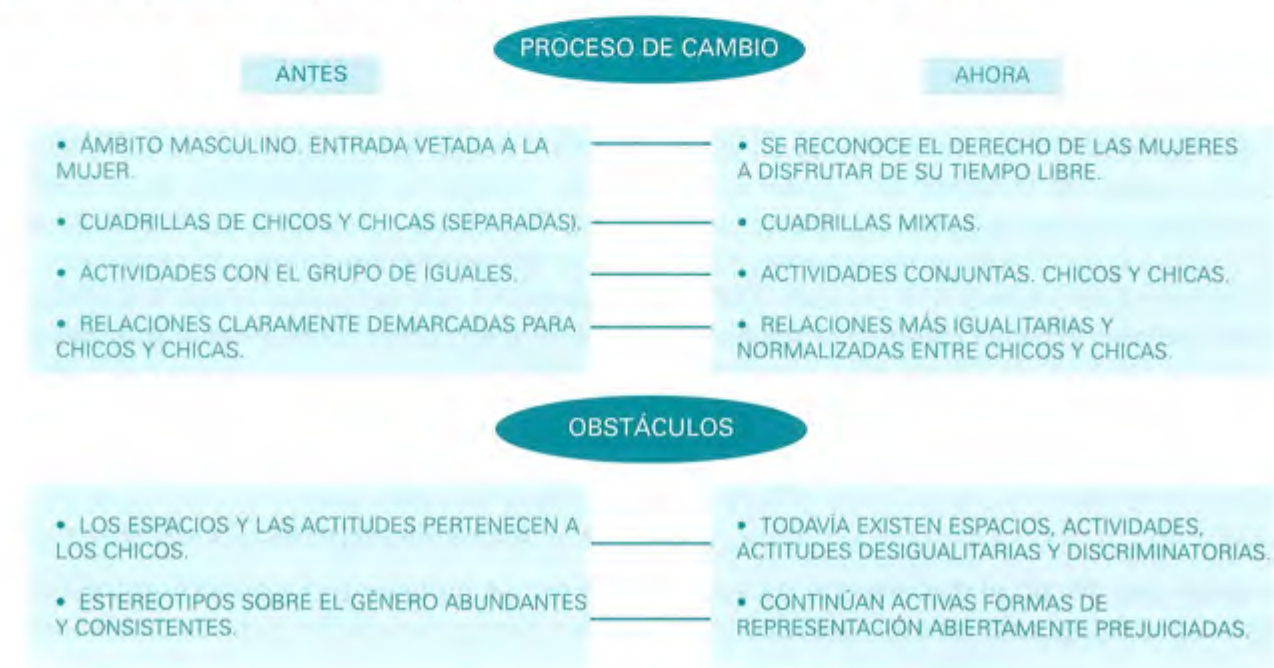 PROCESO DE CAMBIO
ANTES
AHORA
• ÁMBITO MASCULINO. ENTRADA VETADA A LA
MUJER.
• SE RECONOCE EL DERECHO DE LAS MUJERES
A DISFRUTAR DE SU TIEMPO LIBRE.
• CUADRILLAS DE CHICOS Y CHICAS (SEPARADAS).
• CUADRILLAS MIXTAS.
• ACTIVIDADES CON EL GRUPO DE IGUALES.
• ACTIVIDADES CONJUNTAS. CHICOS Y CHICAS.
• RELACIONES CLARAMENTE DEMARCADAS PARA
CHICOS Y CHICAS.
• RELACIONES MÁS IGUALITARIAS Y
NORMALIZADAS ENTRE CHICOS Y CHICAS.
OBSTÁCULOS
• LOS ESPACIOS Y LAS ACTITUDES PERTENECEN A
LOS CHICOS.
• TODAVÍA EXISTEN ESPACIOS, ACTIVIDADES,
ACTITUDES DESIGUALITARIAS Y DISCRIMINATORIAS.
• ESTEREOTIPOS SOBRE EL GÉNERO ABUNDANTES
Y CONSISTENTES.
• CONTINÚAN ACTIVAS FORMAS DE
REPRESENTACIÓN ABIERTAMENTE PREJUICIADAS.